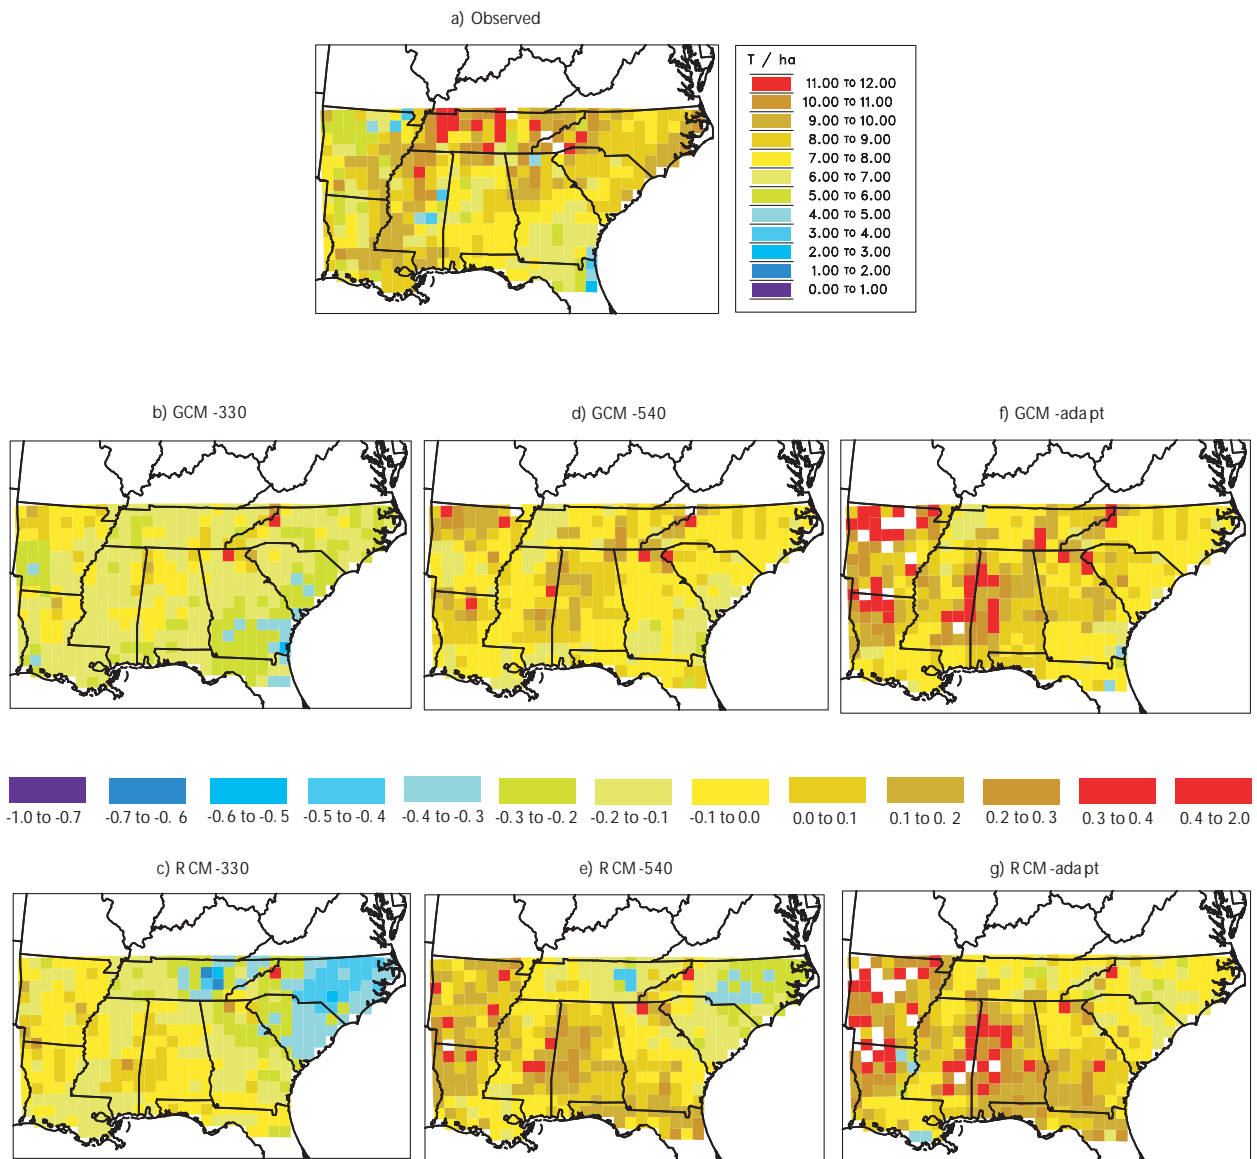 a) Observed
T / ha
11.00 TO 12.00
10.00 TO 11.00
9.00 TO 10.00
8.00 TO 9.00
7.00 TO 8.00
6.00 TO 7.00
5.00 TO 6.00
4.00 TO 5.00
3.00 TO 4.00
2.00 TO 3.00
1.00 TO 2.00
0.00 TO 1.00
b) GCM -330
d) GCM -540
f) GCM -adapt
-1.0 to -0.7
-0.7 to -0. 6
-0.6 to -0.5
-0.5 to -0.4
-0.4 to -0.3
-0.3 to -0.2
-0.2 to -0.1
-0.1 to 0.0
0.0 to 0.1
0.1 to 0. 2
0.2 to 0.3
0.3 to 0.4
0.4 to 2.0
c) RCM-330
e) RCM-540
g) RCM-adapt